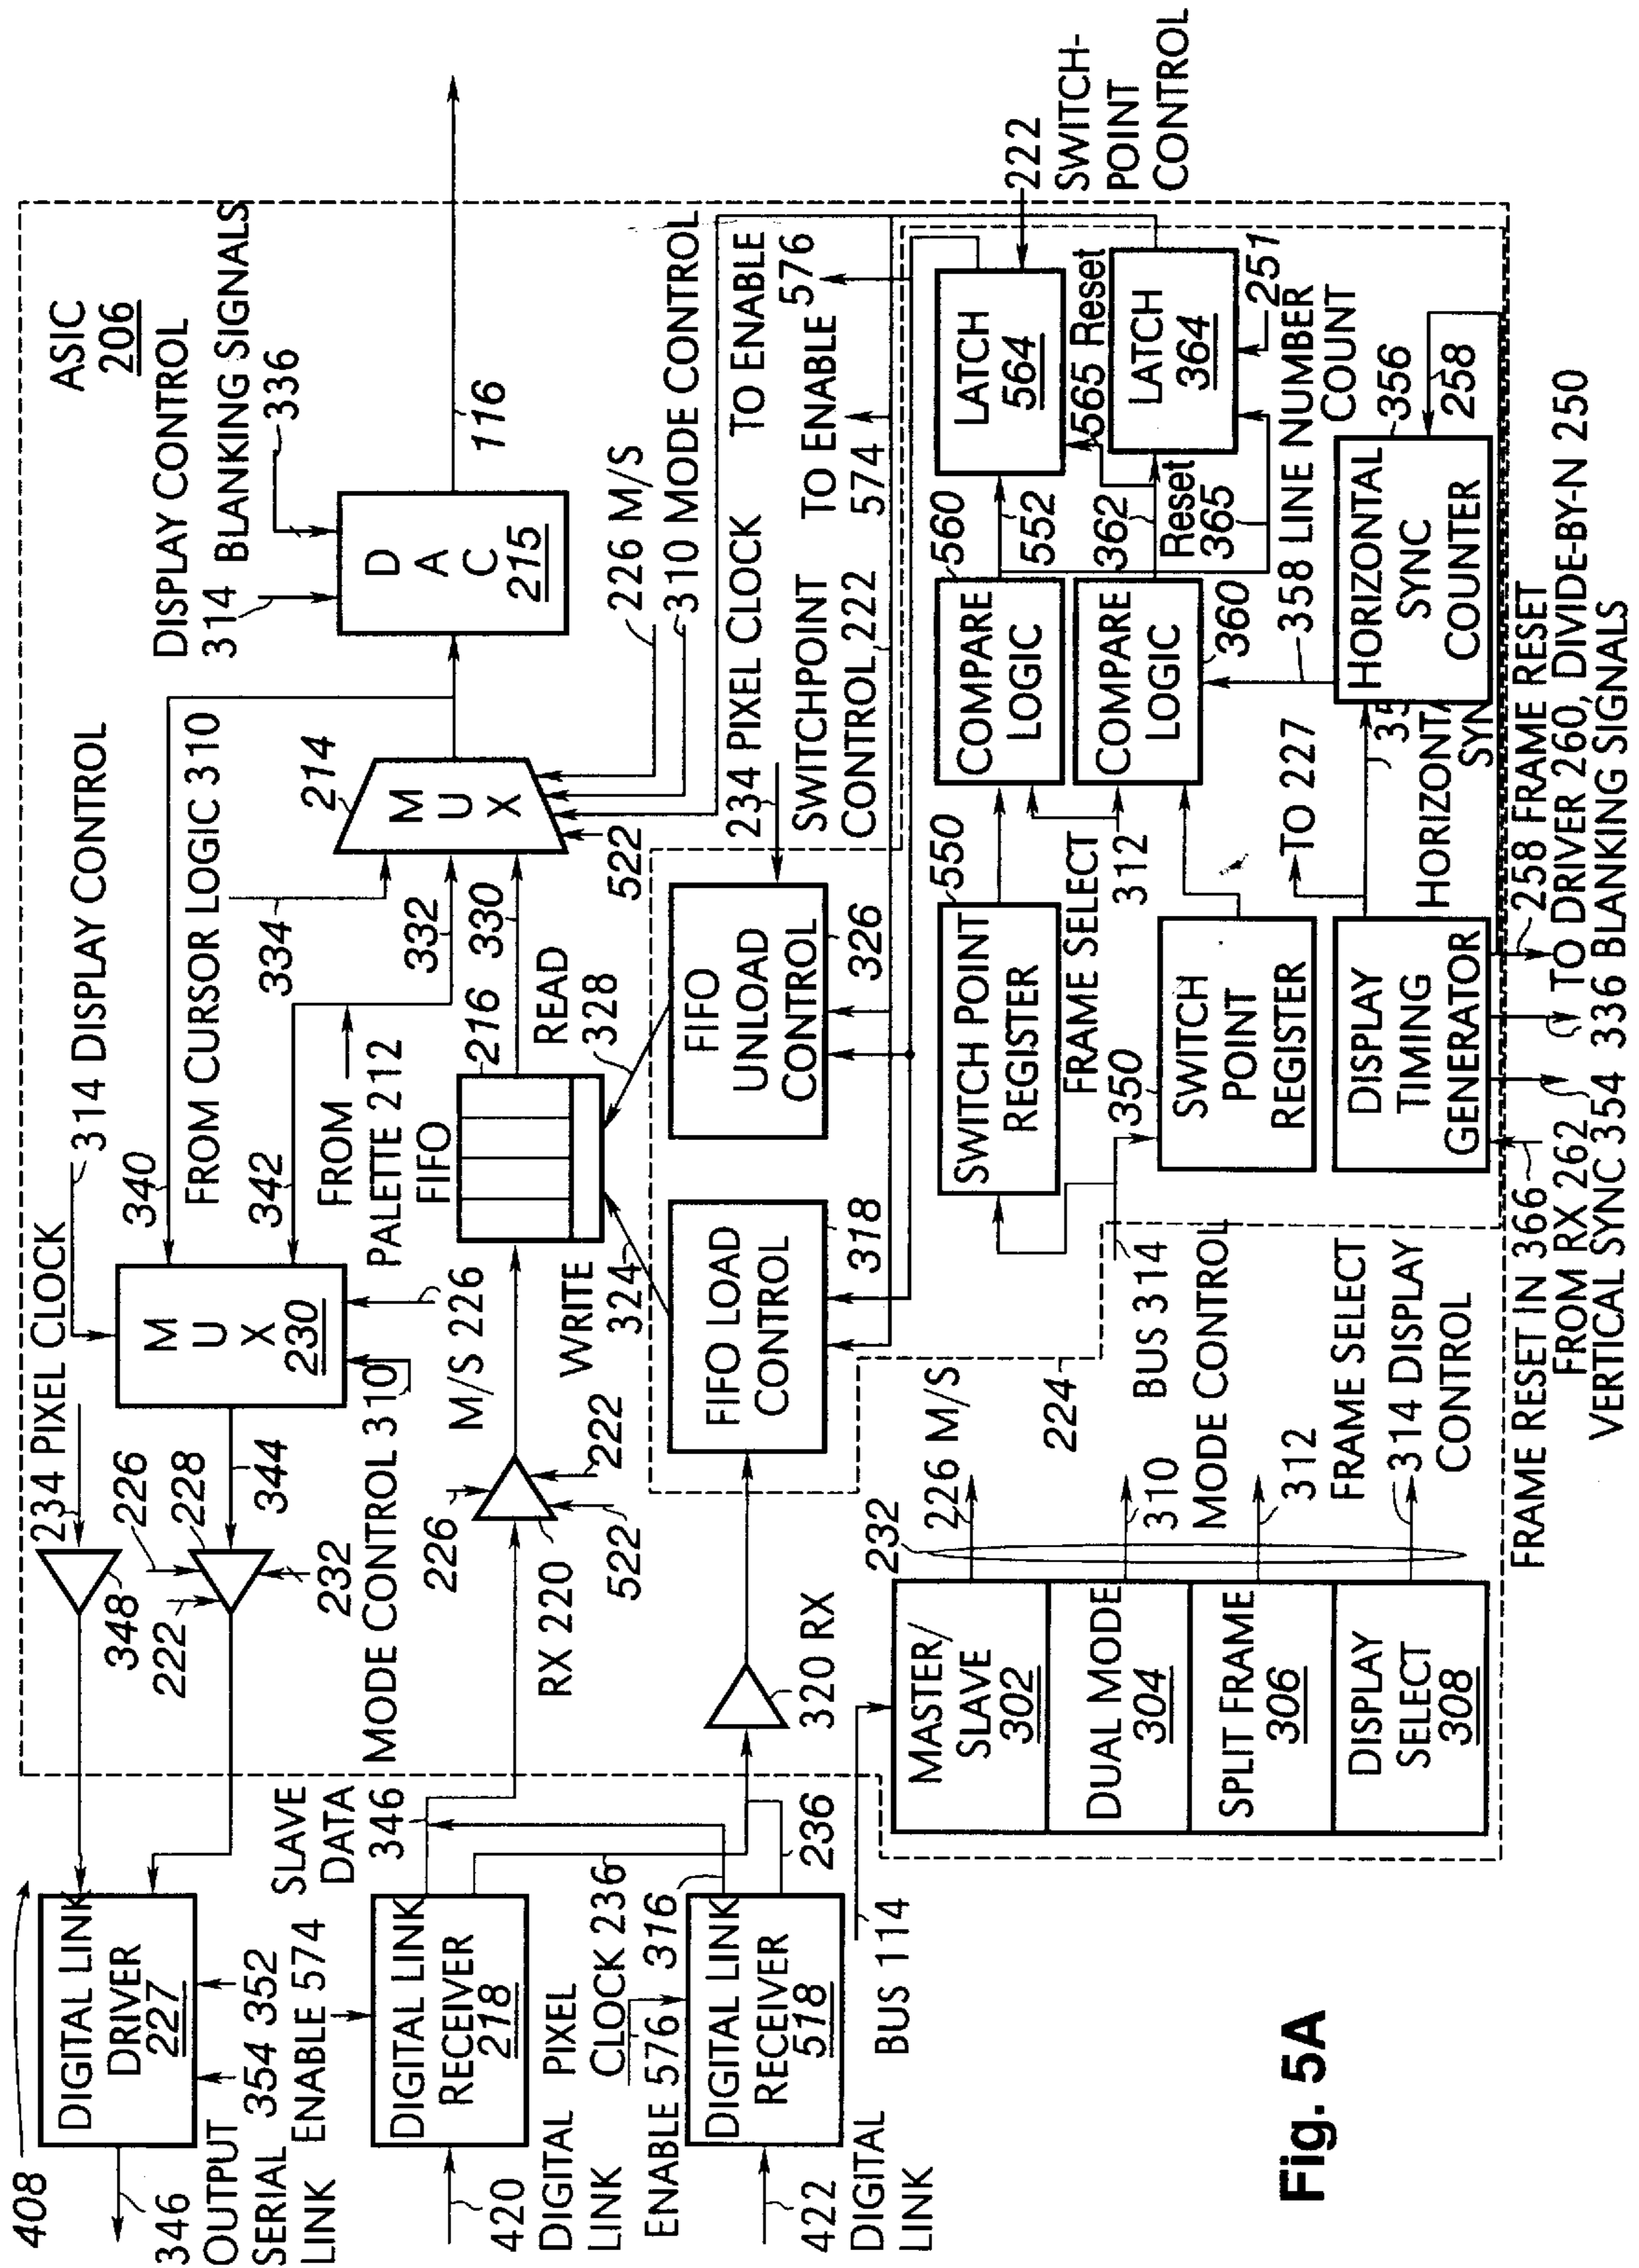 408
346
OUTPUT
SERIAL
LINK
DIGITAL LINK
DRIVER
227
354 352
ENABLE 574
SLAVE
DATA
346
DIGITAL LINK
RECEIVER
218
420
DIGITAL PIXEL
LINK CLOCK 236
ENABLE 576
316
DIGITAL LINK
RECEIVER
518
236
422
DIGITAL
LINK
BUS 114
234 PIXEL CLOCK
348
226
228
222
232
344
MODE CONTROL 310
314 DISPLAY CONTROL
MUX
230
340
342
M/S 226
FROM CURSOR LOGIC 310
FROM
PALETTE 212
334
332
330
226
222
522
RX 220
FIFO
216
WRITE
324
READ
328
320 RX
214
MUX
522
DISPLAY CONTROL
314 BLANKING SIGNALS
336
ASIC
206
DAC
215
116
226 M/S
310 MODE CONTROL
234 PIXEL CLOCK
TO ENABLE
576
TO ENABLE
574
SWITCHPOINT
CONTROL 222
222
SWITCH-
POINT
CONTROL
FIFO LOAD
CONTROL
318
FIFO
UNLOAD
CONTROL
326
224
MASTER/
SLAVE
302
DUAL MODE
304
SPLIT FRAME
306
DISPLAY
SELECT
308
232
226 M/S
310
MODE CONTROL
312
FRAME SELECT
314 DISPLAY
CONTROL
BUS 314
SWITCH POINT
REGISTER
550
FRAME SELECT
312
350
SWITCH
POINT
REGISTER
COMPARE
LOGIC
560
552
COMPARE
LOGIC
360
362
Reset
365
LATCH
564
565 Reset
LATCH
364
251
358 LINE NUMBER
COUNT
DISPLAY
TIMING
GENERATOR
TO 227
HORIZONTAL
SYNC
COUNTER
356
258
FRAME RESET IN 366
FROM RX 262
VERTICAL SYNC 354
258 FRAME RESET
TO DRIVER 260, DIVIDE-BY-N 250
336 BLANKING SIGNALS
Fig. 5A